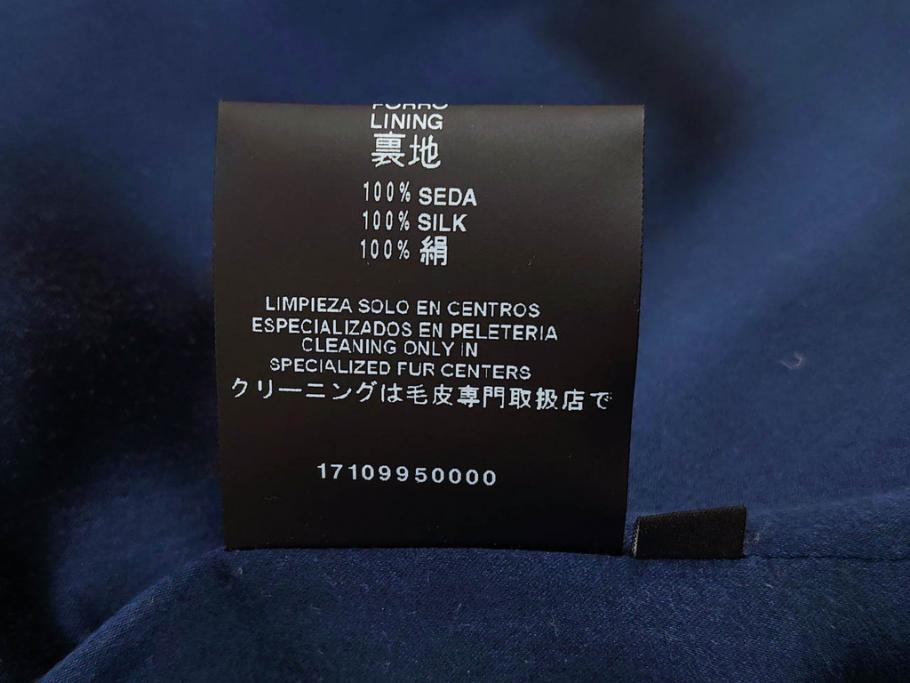 FORRO
LINING
裏地
100% SEDA
100% SILK
100% 絹
LIMPIEZA SOLO EN CENTROS
ESPECIALIZADOS EN PELETERIA
CLEANING ONLY IN
SPECIALIZED FUR CENTERS
クリーニングは毛皮専門取扱店で
17109950000